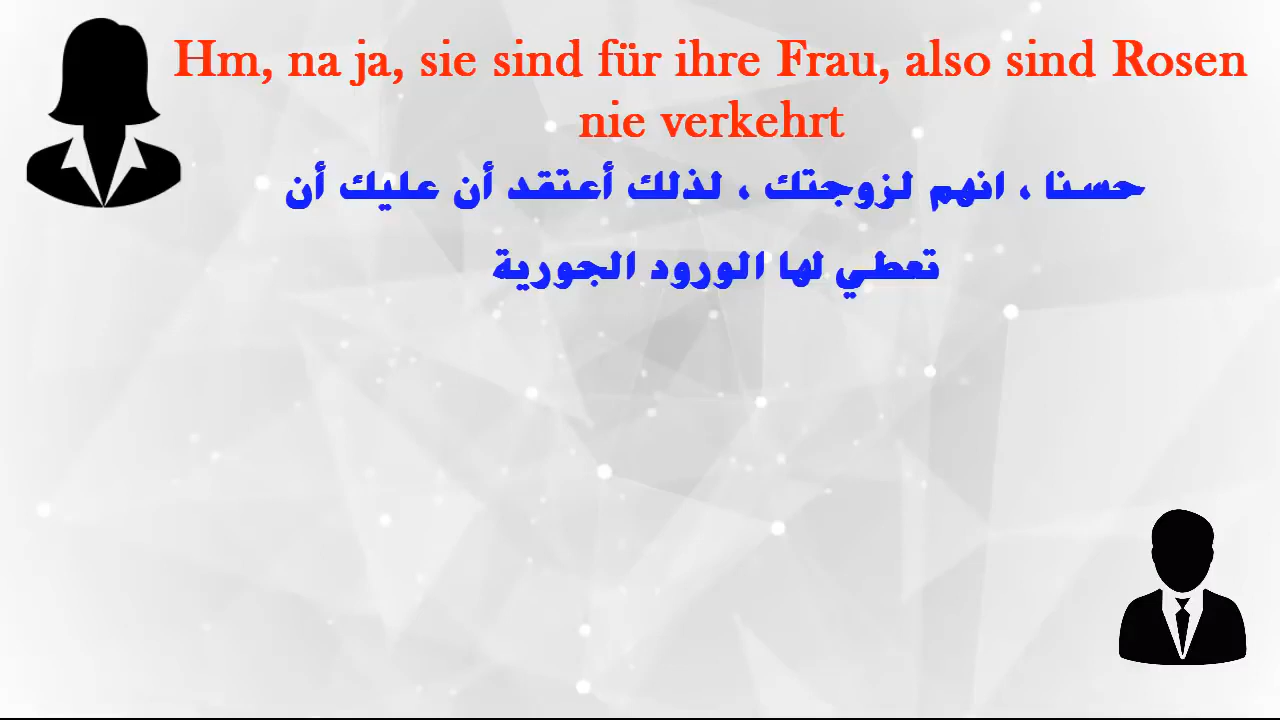 Hm, na ja, sie sind für ihre Frau, also sind Rosen
nie verkehrt
حسنا ، انهم لزوجتك ، لذلك أعتقد أن عليك أن
تعطي لها الورود الجورية